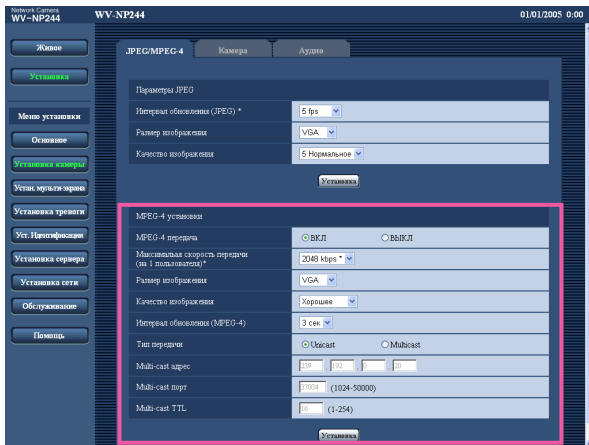 Network Camera
WV-NP244
WV-NP244 01/01/2005 0:00
Живое
Установка
Меню установки
Основное
Установка камеры
Устан. мульти-экрана
Установка тревоги
Уст. Идентификации
Установка сервера
Установка сети
Обслуживание
Помощь
JPEG/MPEG-4 Камера Аудио
Параметры JPEG
Интервал обновления (JPEG) * 5 fps
Размер изображения VGA
Качество изображения 5 Нормальное
Установка
MPEG-4 установки
MPEG-4 передача ВКЛ ВЫКЛ
Максимальая скорость передачи
(на 1 пользователя)* 2048 kbps *
Размер изображения VGA
Качество изображения Хорошее
Интервал обновления (MPEG-4) 3 сек
Тип передачи Unicast Multicast
Multi-cast адрес 239 . 192 . 0 . 20
Multi-cast порт 37004 (1024-50000)
Multi-cast TTL 16 (1-254)
Установка